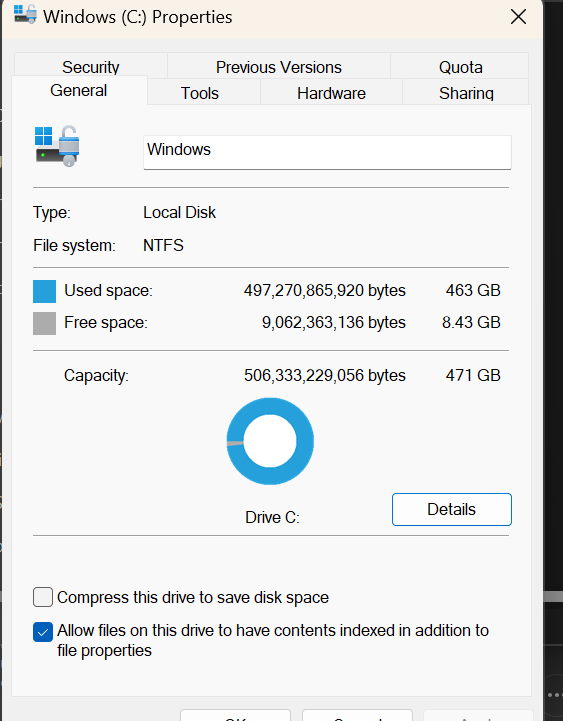 Windows (C:) Properties
Security Previous Versions Quota
General Tools Hardware Sharing
Windows
Type: Local Disk
File system: NTFS
Used space: 497,270,865,920 bytes 463 GB
Free space: 9,062,363,136 bytes 8.43 GB
Capacity: 506,333,229,056 bytes 471 GB
Drive C:
Details
Compress this drive to save disk space
Allow files on this drive to have contents indexed in addition to
file properties